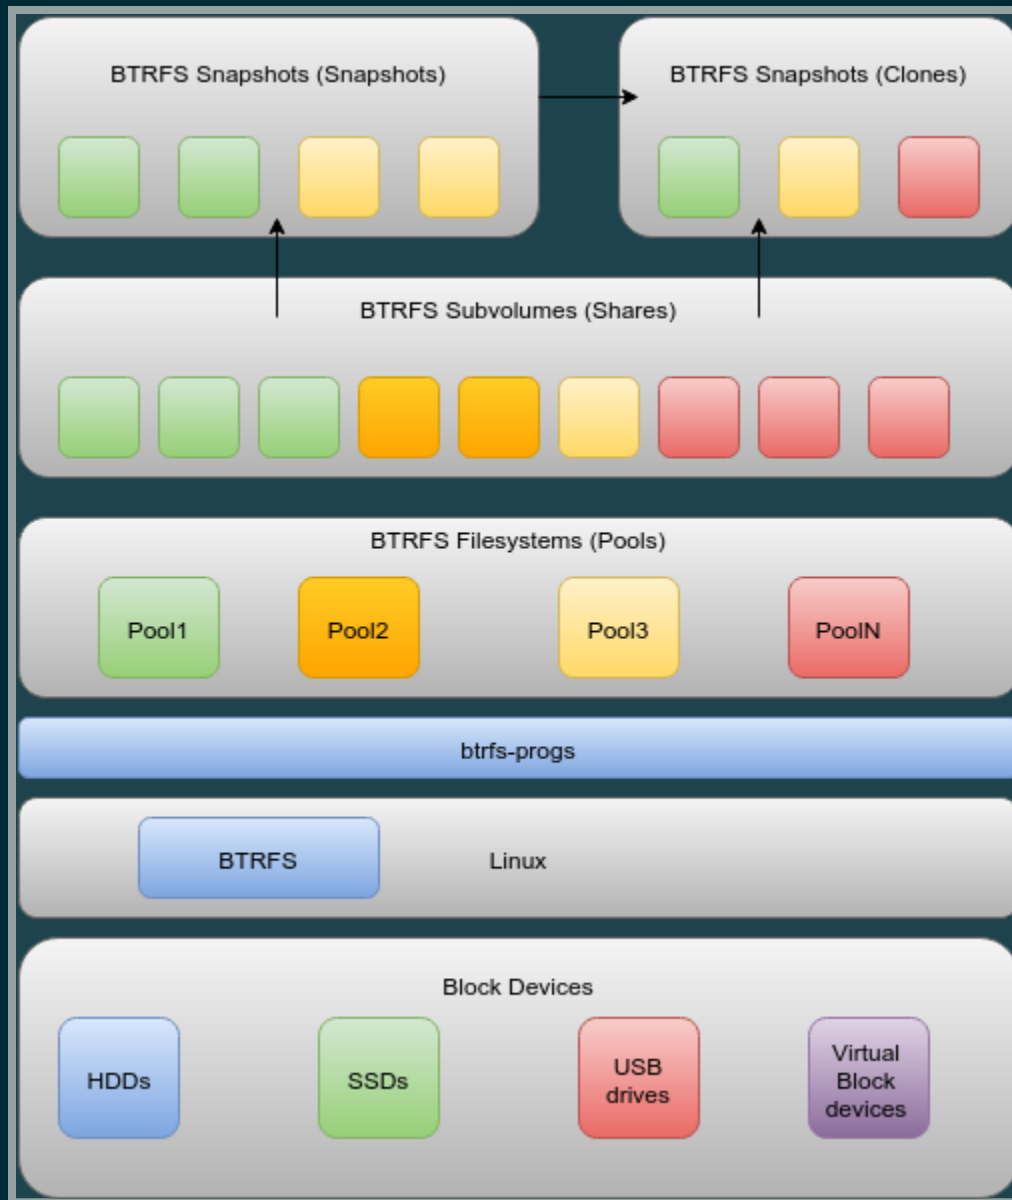 BTRFS Snapshots (Snapshots)
BTRFS Snapshots (Clones)
BTRFS Subvolumes (Shares)
BTRFS Filesystems (Pools)
Pool1
Pool2
Pool3
PoolN
btrfs-progs
BTRFS
Linux
Block Devices
HDDs
SSDs
USB
drives
Virtual
Block
devices